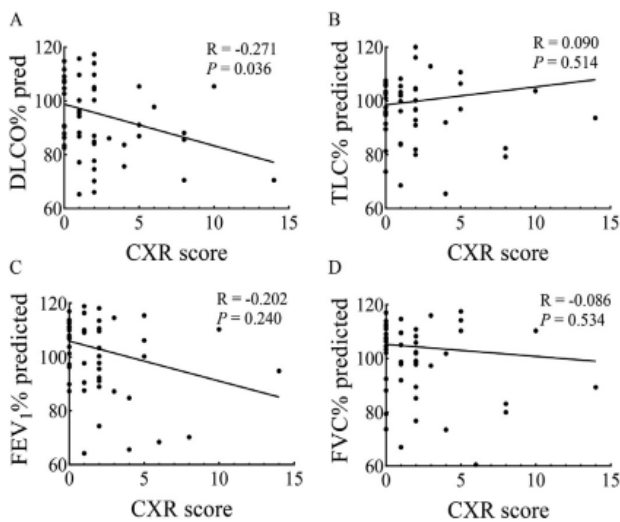 A
R = -0.271
P = 0.036
DLCO% pred
120
100
80
60
0
5
10
15
CXR score
B
R = 0.090
P = 0.514
TLC% predicted
120
100
80
60
0
5
10
15
CXR score
C
R = -0.202
P = 0.240
FEV₁% predicted
120
100
80
60
0
5
10
15
CXR score
D
R = -0.086
P = 0.534
FVC% predicted
120
100
80
60
0
5
10
15
CXR score